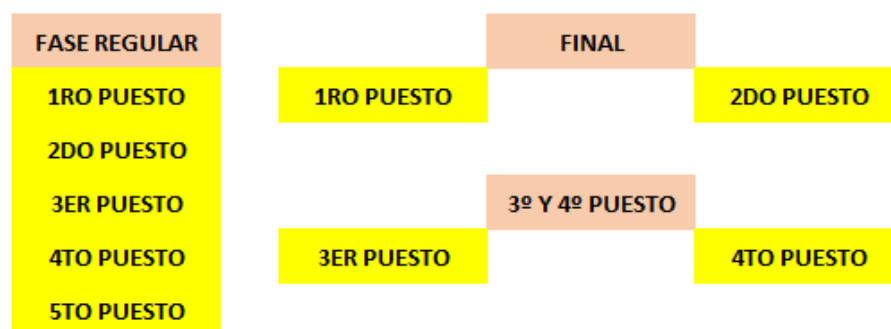 FASE REGULAR
FINAL
1RO PUESTO
1RO PUESTO
2DO PUESTO
2DO PUESTO
3ER PUESTO
3º Y 4º PUESTO
4TO PUESTO
3ER PUESTO
4TO PUESTO
5TO PUESTO